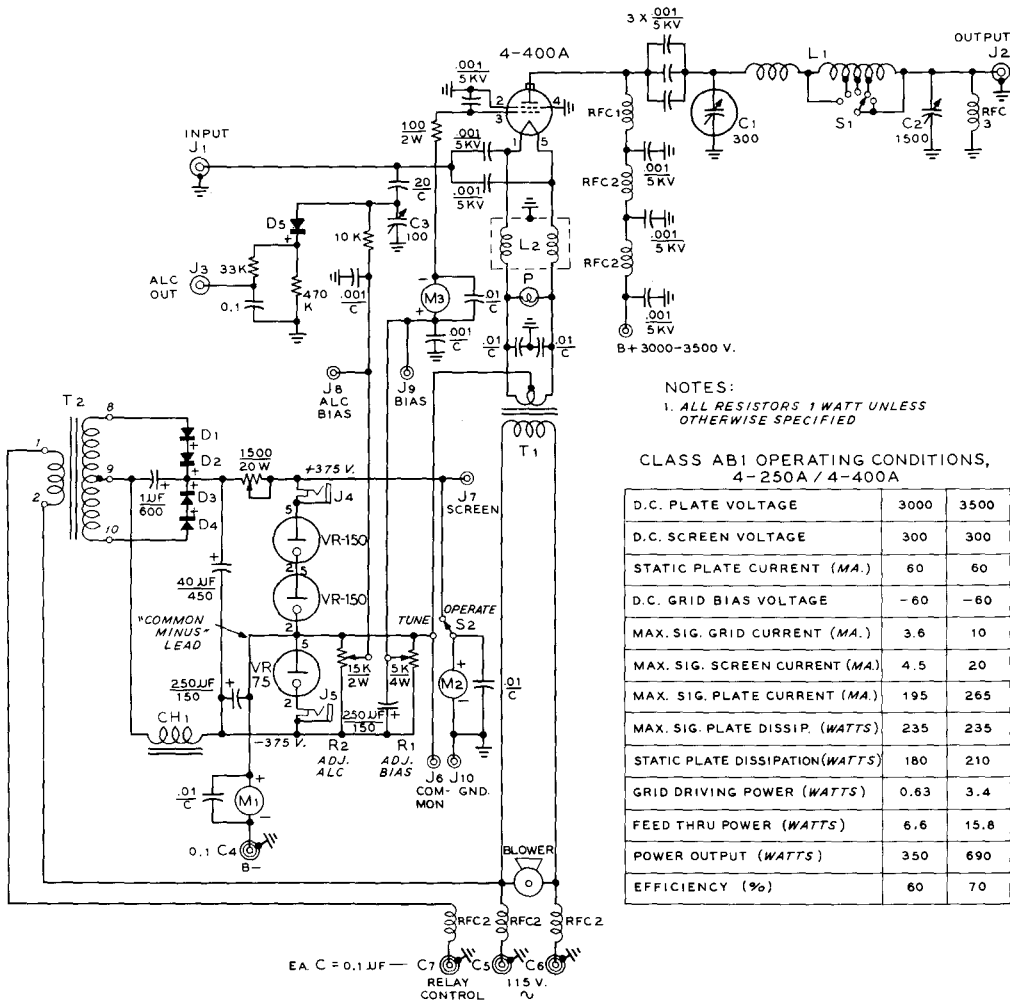 3 X .001
5KV
L1
OUTPUT
J2
4-400A
.001
5KV
2
3
4
1
5
100
2W
RFC1
C1
300
S1
C2
1500
RFC
3
INPUT
J1
.001
5KV
.001
5KV
20
C
C3
100
D5
+
10 K
L2
RFC2
.001
5KV
.001
5KV
RFC2
.001
5KV
J3
ALC
OUT
33K
0.1
470
K
.001
C
−
M3
+
.01
C
.001
C
P
.01
C
.01
C
B+ 3000-3500 V.
J8
ALC
BIAS
J9
BIAS
T1
NOTES:
1. ALL RESISTORS 1 WATT UNLESS
OTHERWISE SPECIFIED
T2
1
2
8
9
10
D1
+
D2
+
D3
+
D4
+
1UF
600
1500
20 W
+375 V.
J4
J7
SCREEN
5
VR-150
2
5
VR-150
2
40UF
450
+
"COMMON
MINUS"
LEAD
TUNE
OPERATE
S2
5
VR
75
2
J5
15K
2W
5K
4W
+
M2
−
.01
C
250UF
150
+
CH1
-375 V.
250UF
150
+
R2
ADJ.
ALC
R1
ADJ.
BIAS
J6
COM-
MON
J10
GND.
.01
C
+
M1
−
0.1 C4
B−
BLOWER
RFC2
RFC2
RFC 2
EA. C = 0.1 UF
C7
C5
C6
RELAY
CONTROL
115 V.
~
CLASS AB1 OPERATING CONDITIONS,
4-250A / 4-400A
D.C. PLATE VOLTAGE 3000 3500
D.C. SCREEN VOLTAGE 300 300
STATIC PLATE CURRENT (MA.) 60 60
D.C. GRID BIAS VOLTAGE -60 -60
MAX. SIG. GRID CURRENT (MA.) 3.6 10
MAX. SIG. SCREEN CURRENT (MA.) 4.5 20
MAX. SIG. PLATE CURRENT (MA.) 195 265
MAX. SIG. PLATE DISSIP. (WATTS) 235 235
STATIC PLATE DISSIPATION (WATTS) 180 210
GRID DRIVING POWER (WATTS) 0.63 3.4
FEED THRU POWER (WATTS) 6.6 15.8
POWER OUTPUT (WATTS) 350 690
EFFICIENCY (%) 60 70